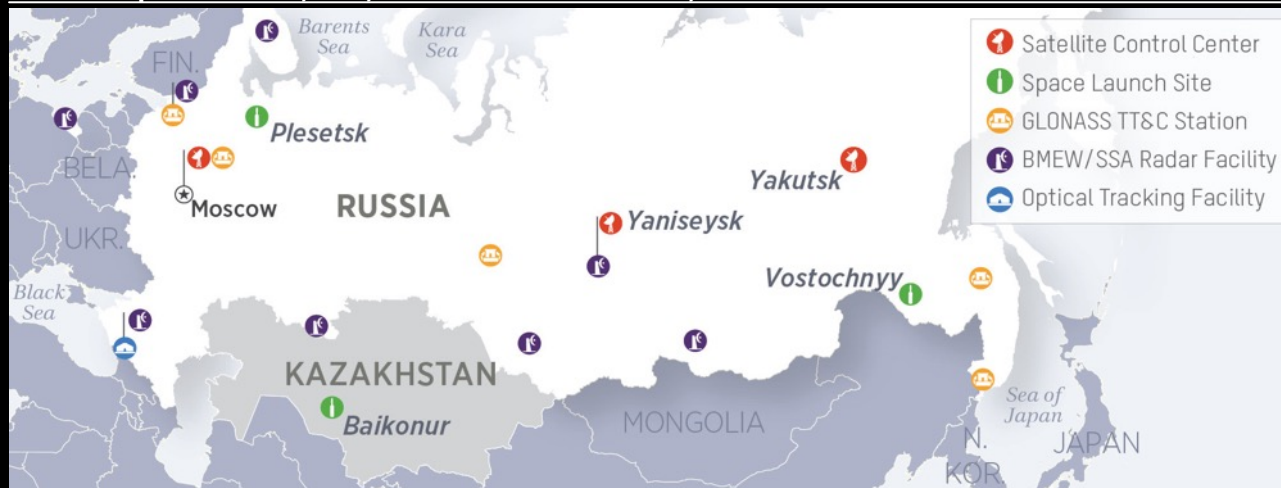 Barents
Sea
Kara
Sea
FIN.
Plesetsk
BELA.
Moscow
RUSSIA
UKR.
Black
Sea
Yakutsk
Yaniseysk
Vostochnyy
KAZAKHSTAN
Baikonur
MONGOLIA
Sea of
Japan
N.
KOR.
JAPAN
Satellite Control Center
Space Launch Site
GLONASS TT&C Station
BMEW/SSA Radar Facility
Optical Tracking Facility